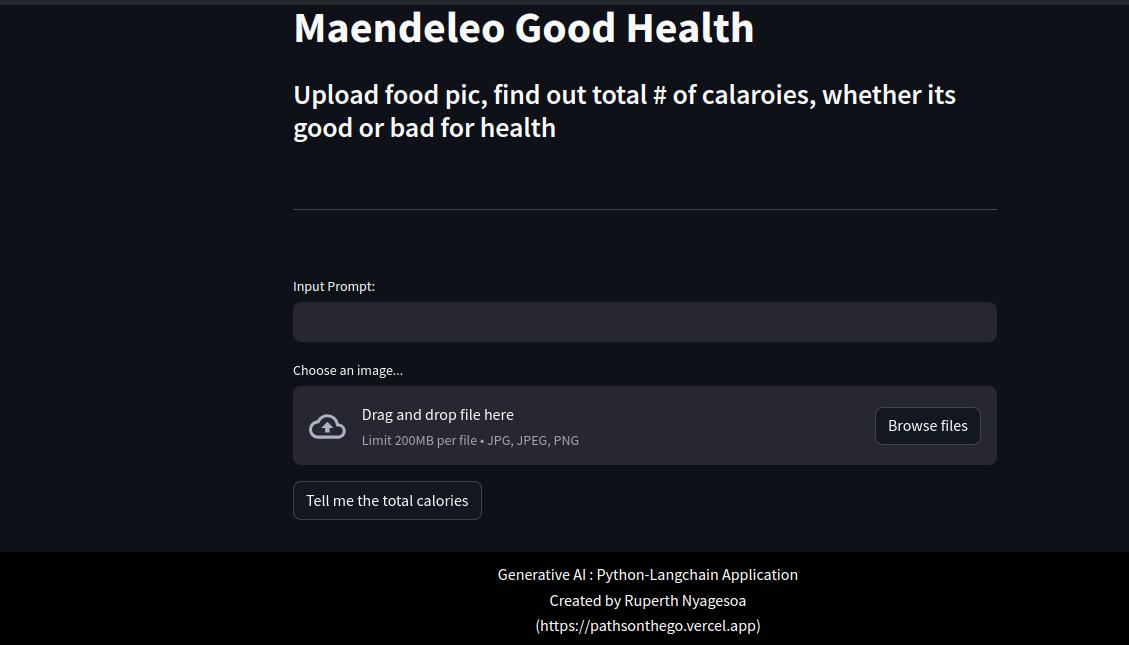 Maendeleo Good Health
Upload food pic, find out total # of calaroies, whether its
good or bad for health
Input Prompt:
Choose an image...
Drag and drop file here
Limit 200MB per file • JPG, JPEG, PNG
Browse files
Tell me the total calories
Generative AI : Python-Langchain Application
Created by Ruperth Nyagesoa
(https://pathsonthego.vercel.app)